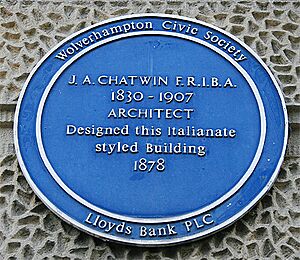 Wolverhampton Civic Society
J. A. CHATWIN F.R.I.B.A.
1830 - 1907
ARCHITECT
Designed this Italianate
styled Building
1878
Lloyds Bank PLC